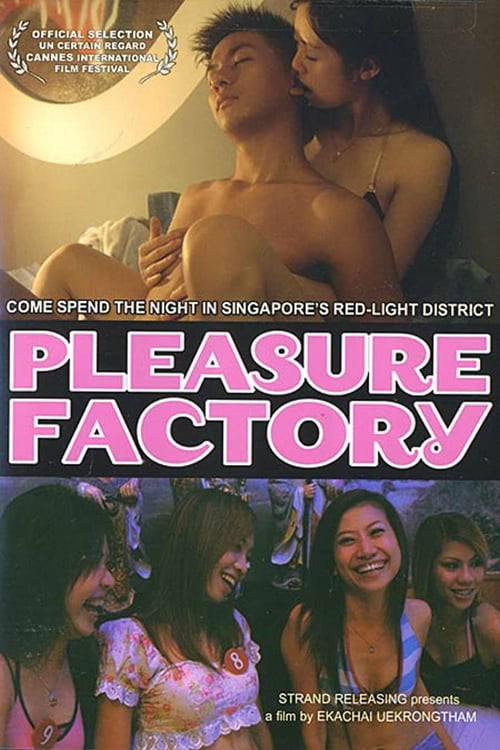 OFFICIAL SELECTION
UN CERTAIN REGARD
CANNES INTERNATIONAL
FILM FESTIVAL
COME SPEND THE NIGHT IN SINGAPORE'S RED-LIGHT DISTRICT
PLEASURE
FACTORY
8
9
STRAND RELEASING presents
a film by EKACHAI UEKRONGTHAM